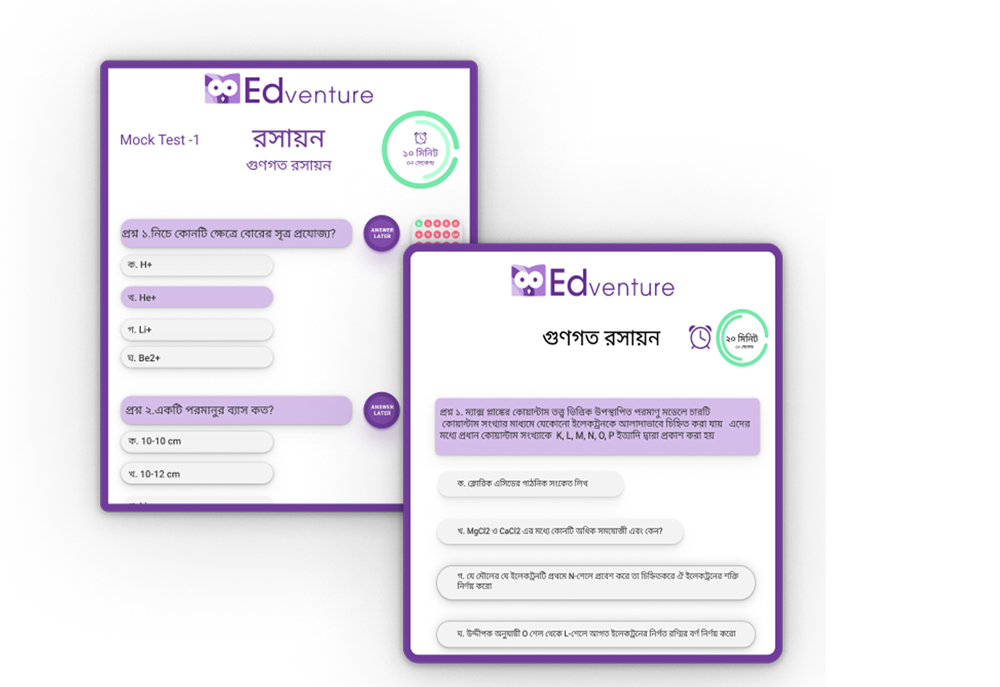 Edventure
Mock Test -1
রসায়ন
গুণগত রসায়ন
১০ মিনিট
৩০ সেকেন্ড
প্রশ্ন ১.নিচে কোনটি ক্ষেত্রে বোরের সূত্র প্রযোজ্য?
ANSWER
LATER
ক. H+
খ. He+
গ. Li+
ঘ. Be2+
প্রশ্ন ২.একটি পরমানুর ব্যাস কত?
ANSWER
LATER
ক. 10-10 cm
খ. 10-12 cm
Edventure
গুণগত রসায়ন
২০ মিনিট
প্রশ্ন ১. ম্যাক্স প্লাঙ্কের কোয়ান্টাম তত্ত্ব ভিত্তিক উপস্থাপিত পরমাণু মডেলে চারটি
কোয়ান্টাম সংখ্যার মাধ্যমে যেকোনো ইলেকট্রনকে আলাদাভাবে চিহ্নিত করা যায় এদের
মধ্যে প্রধান কোয়ান্টাম সংখ্যাকে K, L, M, N, O, P ইত্যাদি দ্বারা প্রকাশ করা হয়
ক. ক্লোরিক এসিডের গাঠনিক সংকেত লিখ
খ. MgCl2 ও CaCl2 এর মধ্যে কোনটি অধিক সমযোজী এবং কেন?
গ. যে মৌলের যে ইলেকট্রনটি প্রথমে N-শেলে প্রবেশ করে তা চিহ্নিতকরে ঐ ইলেকট্রনের শক্তি
নির্ণয় করো
ঘ. উদ্দীপক অনুযায়ী O শেল থেকে L-শেলে আগত ইলেকট্রনের নির্গত রশ্মির বর্ণ নির্ণয় করো